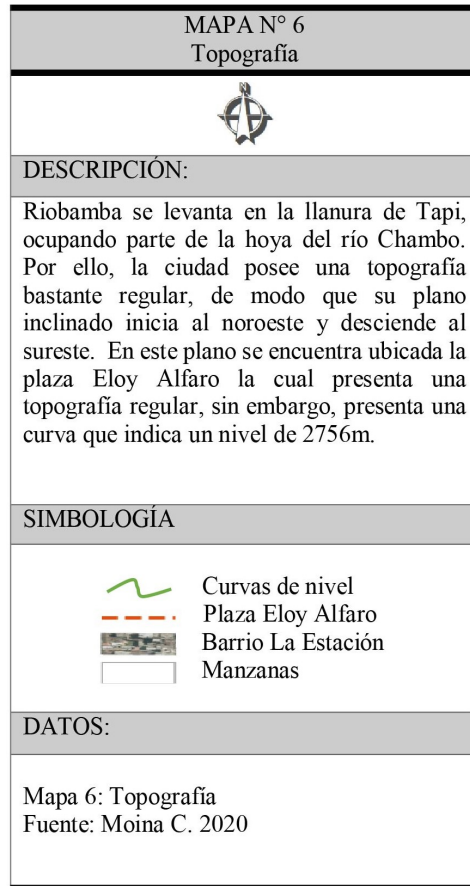 MAPA N° 6
Topografía
N
DESCRIPCIÓN:
Riobamba se levanta en la llanura de Tapi,
ocupando parte de la hoya del río Chambo.
Por ello, la ciudad posee una topografía
bastante regular, de modo que su plano
inclinado inicia al noroeste y desciende al
sureste. En este plano se encuentra ubicada la
plaza Eloy Alfaro la cual presenta una
topografía regular, sin embargo, presenta una
curva que indica un nivel de 2756m.
SIMBOLOGÍA
Curvas de nivel
Plaza Eloy Alfaro
Barrio La Estación
Manzanas
DATOS:
Mapa 6: Topografía
Fuente: Moina C. 2020